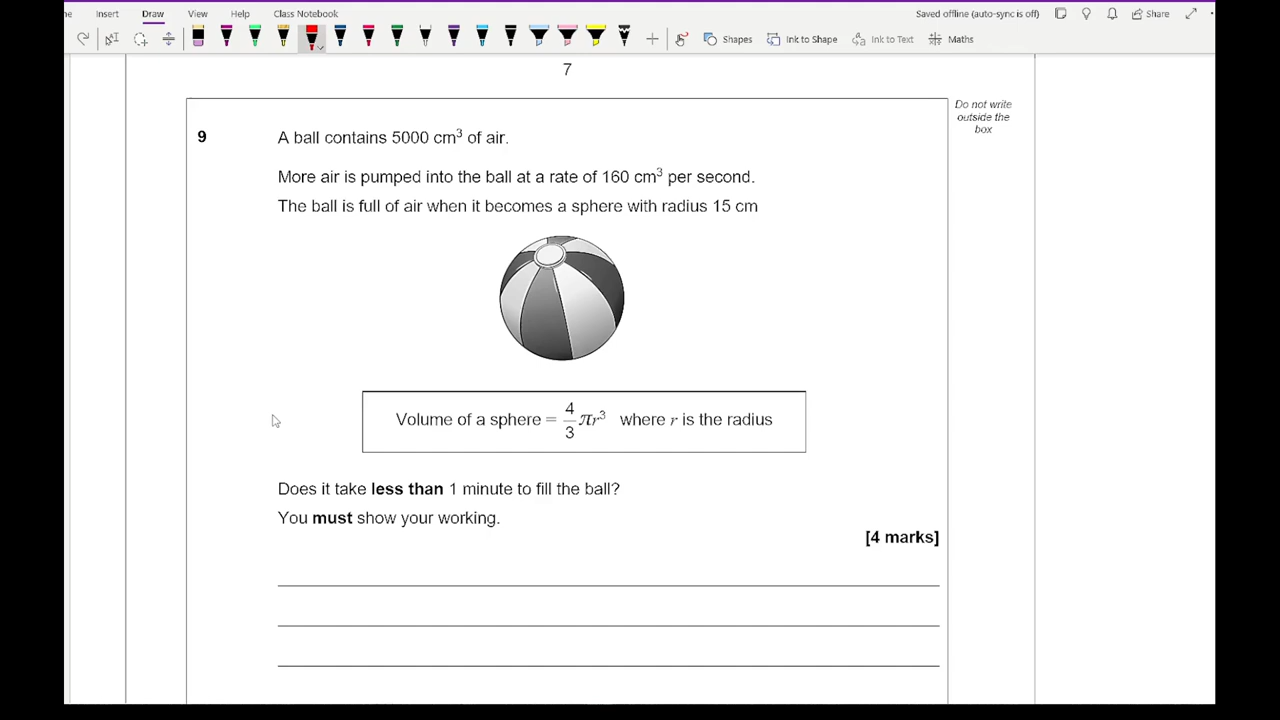 me Insert Draw View Help Class Notebook Saved offline (auto-sync is off) Share
Shapes Ink to Shape Ink to Text Maths
7
Do not write
outside the
box
9 A ball contains 5000 cm³ of air.
More air is pumped into the ball at a rate of 160 cm³ per second.
The ball is full of air when it becomes a sphere with radius 15 cm
Volume of a sphere = 4/3 πr³ where r is the radius
Does it take less than 1 minute to fill the ball?
You must show your working.
[4 marks]